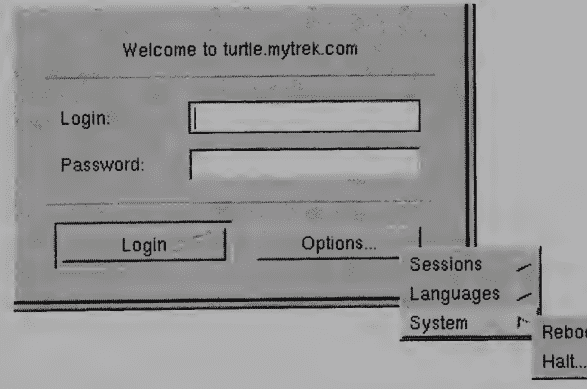 Welcome to turtle.mytrek.com
Login:
Password:
Login
Options...
Sessions
Languages
System
Halt...